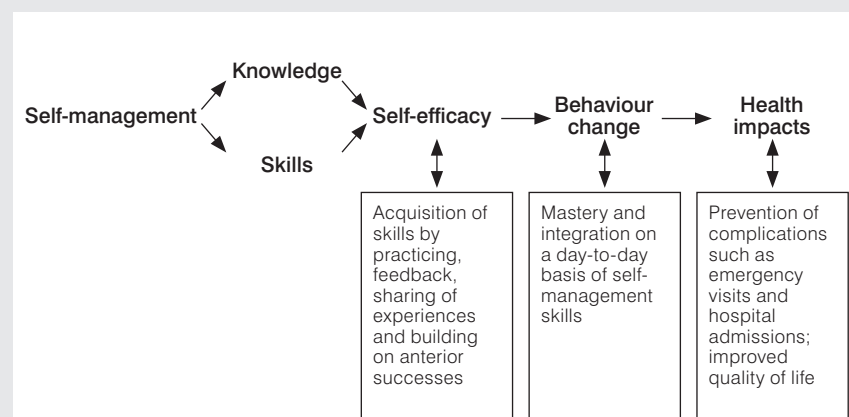 Knowledge
Self-management
Skills
Self-efficacy
Behaviour
change
Health
impacts
Acquisition of
skills by
practicing,
feedback,
sharing of
experiences
and building
on anterior
successes
Mastery and
integration on
a day-to-day
basis of self-
management
skills
Prevention of
complications
such as
emergency
visits and
hospital
admissions;
improved
quality of life